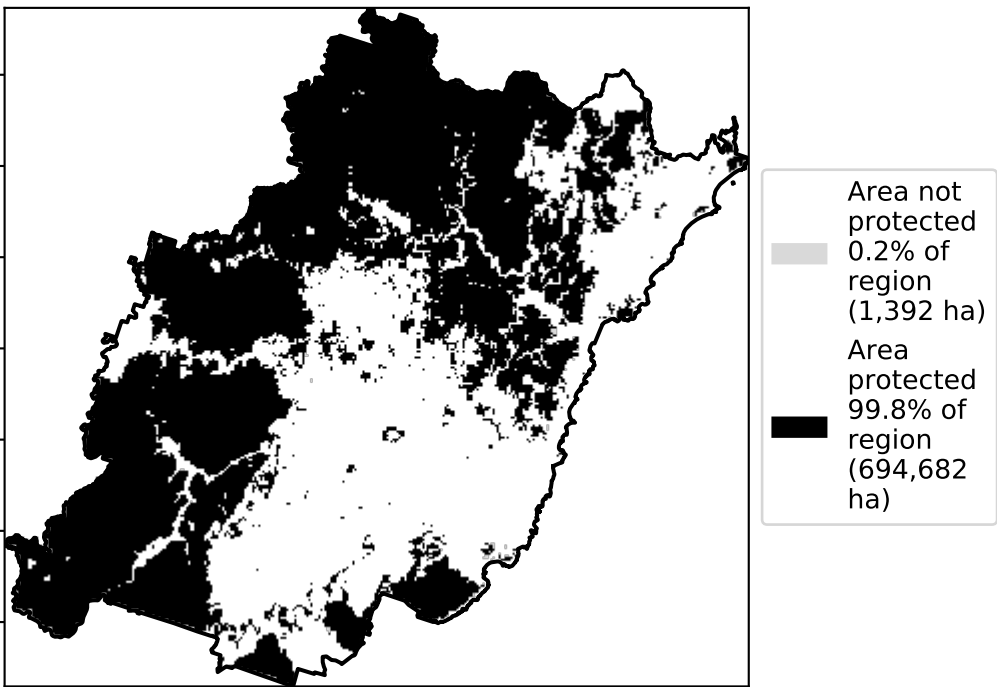 Area not
protected
0.2% of
region
(1,392 ha)
Area
protected
99.8% of
region
(694,682
ha)